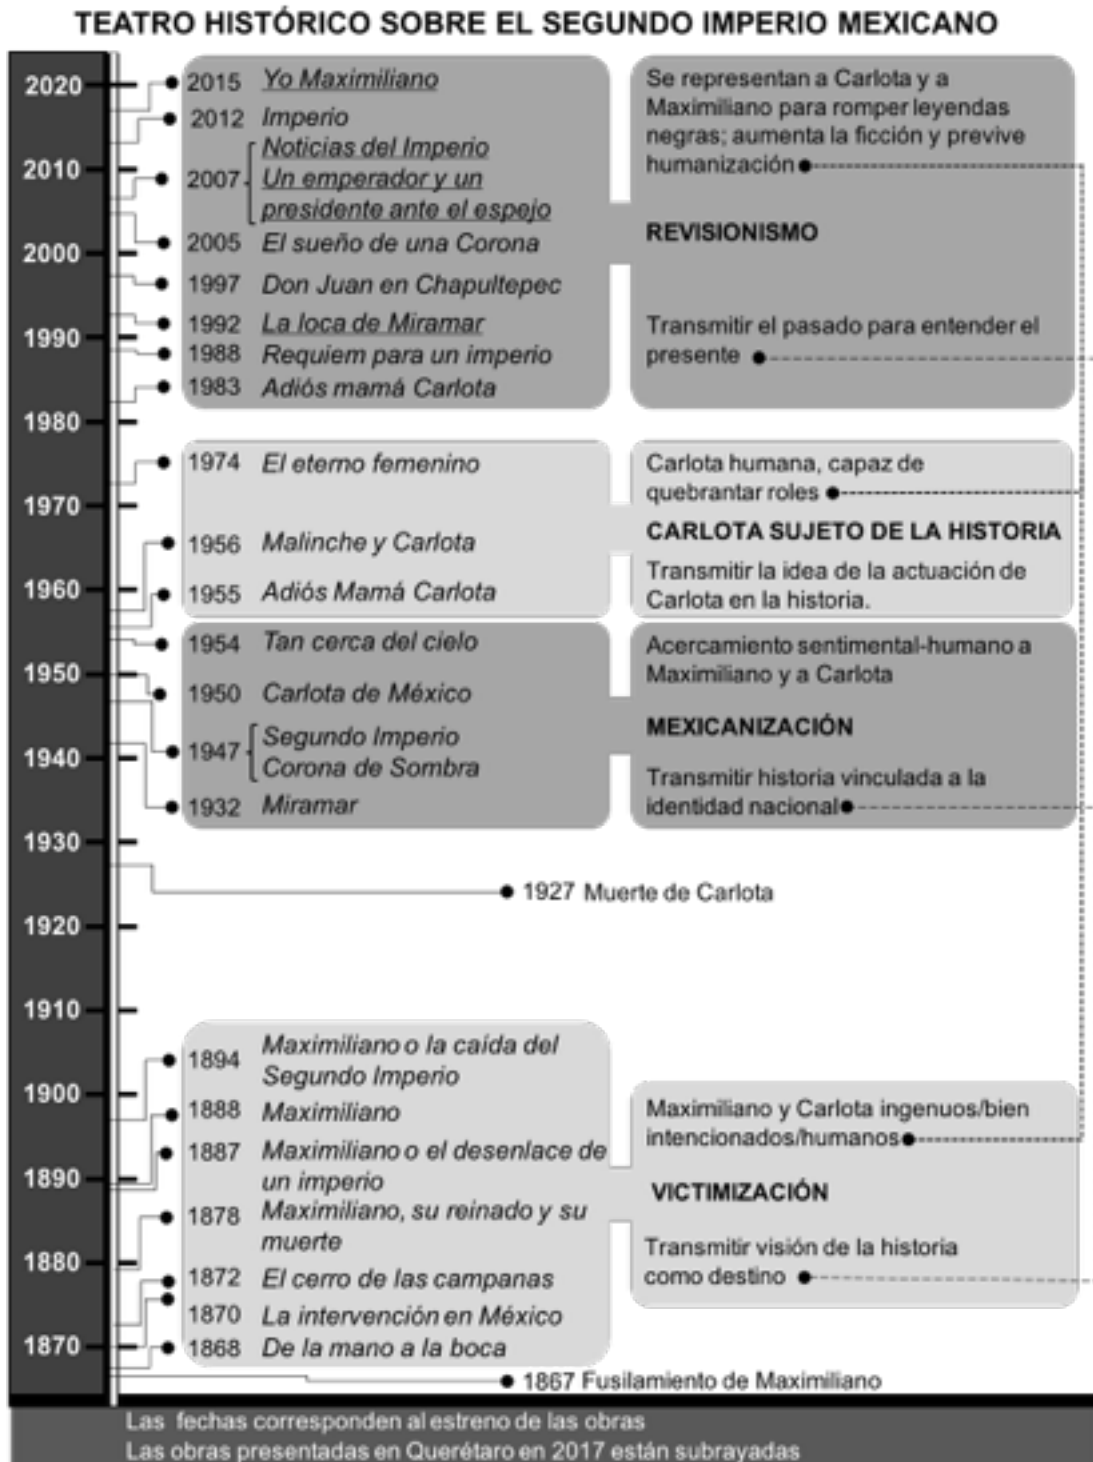 TEATRO HISTÓRICO SOBRE EL SEGUNDO IMPERIO MEXICANO
2020
2010
2000
1990
1980
1970
1960
1950
1940
1930
1920
1910
1900
1890
1880
1870
2015 Yo Maximiliano
2012 Imperio
2007 Noticias del Imperio
Un emperador y un
presidente ante el espejo
2005 El sueño de una Corona
1997 Don Juan en Chapultepec
1992 La loca de Miramar
1988 Requiem para un imperio
1983 Adiós mamá Carlota
Se representan a Carlota y a
Maximiliano para romper leyendas
negras; aumenta la ficción y previve
humanización
REVISIONISMO
Transmitir el pasado para entender el
presente
1974 El eterno femenino
1956 Malinche y Carlota
1955 Adiós Mamá Carlota
Carlota humana, capaz de
quebrantar roles
CARLOTA SUJETO DE LA HISTORIA
Transmitir la idea de la actuación de
Carlota en la historia.
1954 Tan cerca del cielo
1950 Carlota de México
1947 Segundo Imperio
Corona de Sombra
1932 Miramar
Acercamiento sentimental-humano a
Maximiliano y a Carlota
MEXICANIZACIÓN
Transmitir historia vinculada a la
identidad nacional
1927 Muerte de Carlota
1894 Maximiliano o la caída del
Segundo Imperio
1888 Maximiliano
1887 Maximiliano o el desenlace de
un imperio
1878 Maximiliano, su reinado y su
muerte
1872 El cerro de las campanas
1870 La intervención en México
1868 De la mano a la boca
Maximiliano y Carlota ingenuos/bien
intencionados/humanos
VICTIMIZACIÓN
Transmitir visión de la historia
como destino
1867 Fusilamiento de Maximiliano
Las fechas corresponden al estreno de las obras
Las obras presentadas en Querétaro en 2017 están subrayadas